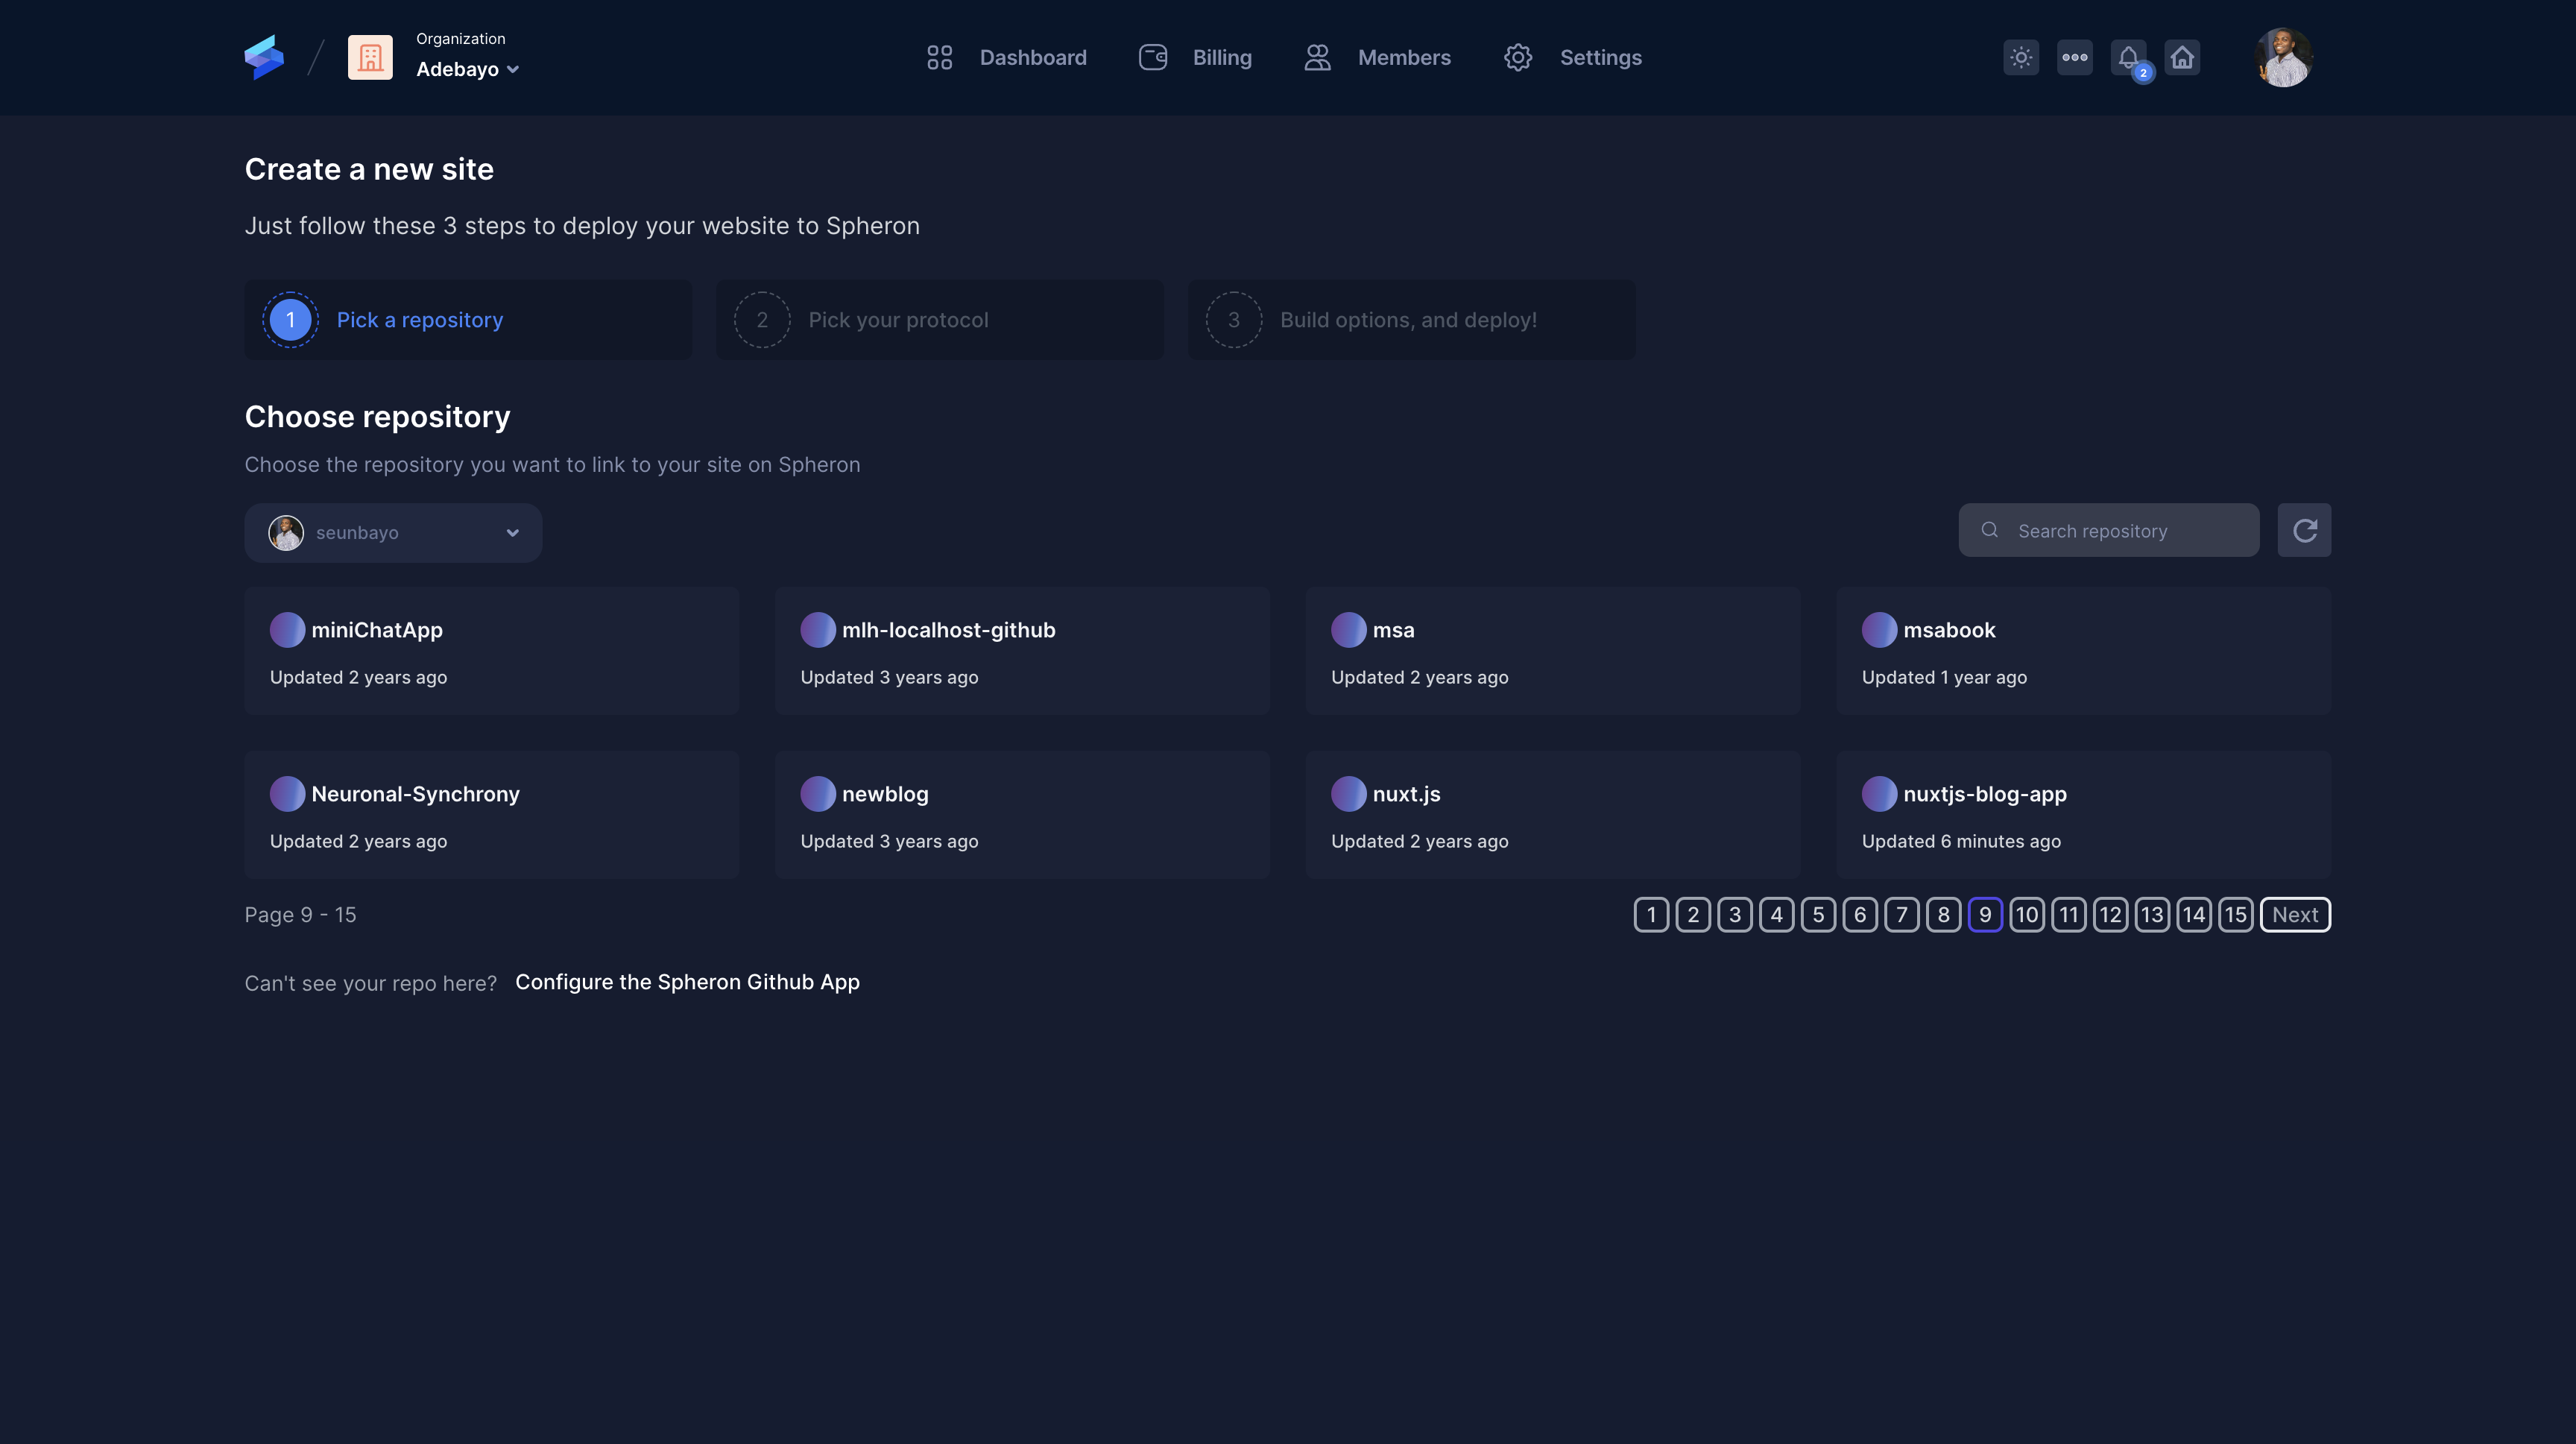 Organization
Adebayo
Dashboard
Billing
Members
Settings
2
Create a new site
Just follow these 3 steps to deploy your website to Spheron
1 Pick a repository
2 Pick your protocol
3 Build options, and deploy!
Choose repository
Choose the repository you want to link to your site on Spheron
seunbayo
Search repository
miniChatApp
Updated 2 years ago
mlh-localhost-github
Updated 3 years ago
msa
Updated 2 years ago
msabook
Updated 1 year ago
Neuronal-Synchrony
Updated 2 years ago
newblog
Updated 3 years ago
nuxt.js
Updated 2 years ago
nuxtjs-blog-app
Updated 6 minutes ago
Page 9 - 15
1 2 3 4 5 6 7 8 9 10 11 12 13 14 15 Next
Can't see your repo here? Configure the Spheron Github App